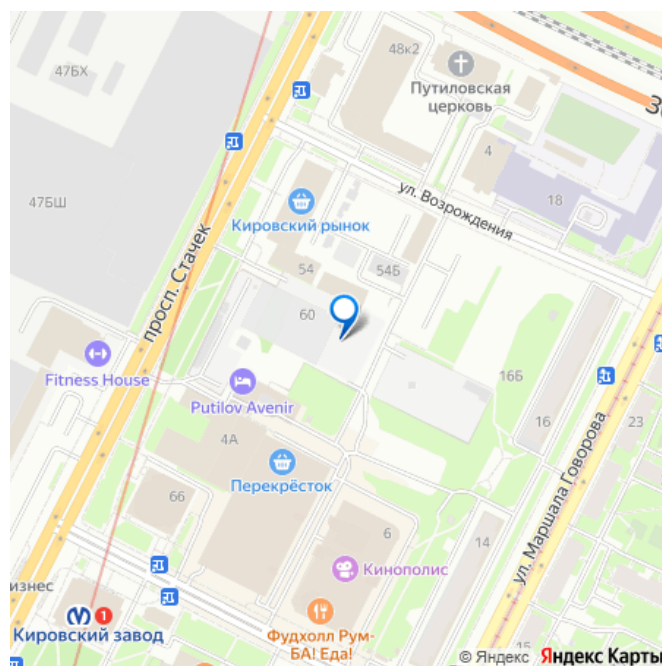 48к2
Путиловская
церковь
47БХ
4
18
ул. Возрождения
47БШ
Кировский рынок
просп. Стачек
54
54Б
60
Fitness House
Putilov Avenir
16Б
16
23
4А
Перекрёсток
66
6
14
ул. Маршала Говорова
Кинополис
1
Кировский завод
Фудхолл Рум-
БА! Еда!
15
© Яндекс Яндекс Карты